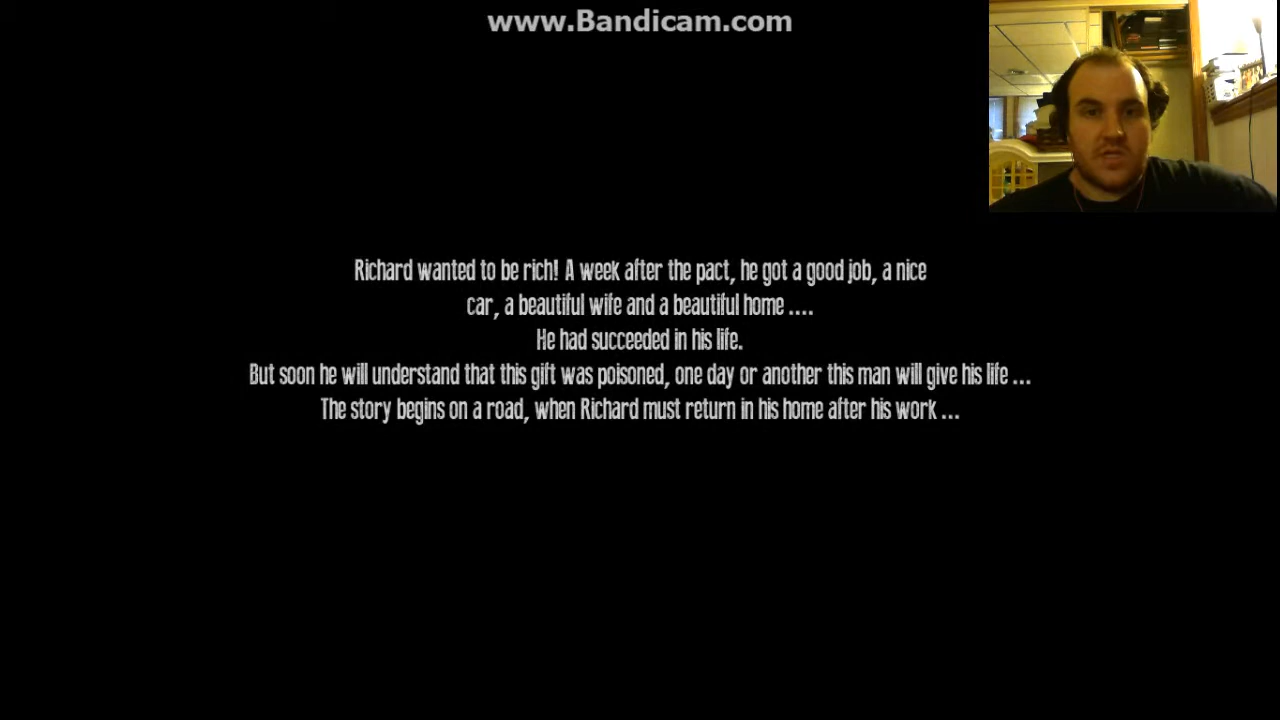 www.Bandicam.com
Richard wanted to be rich! A week after the pact, he got a good job, a nice
car, a beautiful wife and a beautiful home ....
He had succeeded in his life.
But soon he will understand that this gift was poisoned, one day or another this man will give his life ...
The story begins on a road, when Richard must return in his home after his work ...